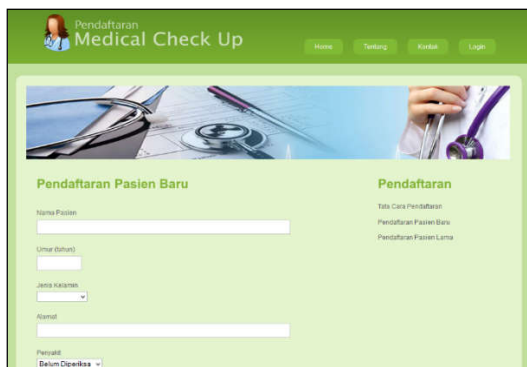 Pendaftaran
Medical Check Up
Home
Tentang
Kontak
Login
Pendaftaran Pasien Baru
Nama Pasien
Umur (tahun)
Jenis Kelamin
Alamat
Penyakit
Belum Diperiksa
Pendaftaran
Tata Cara Pendaftaran
Pendaftaran Pasien Baru
Pendaftaran Pasien Lama